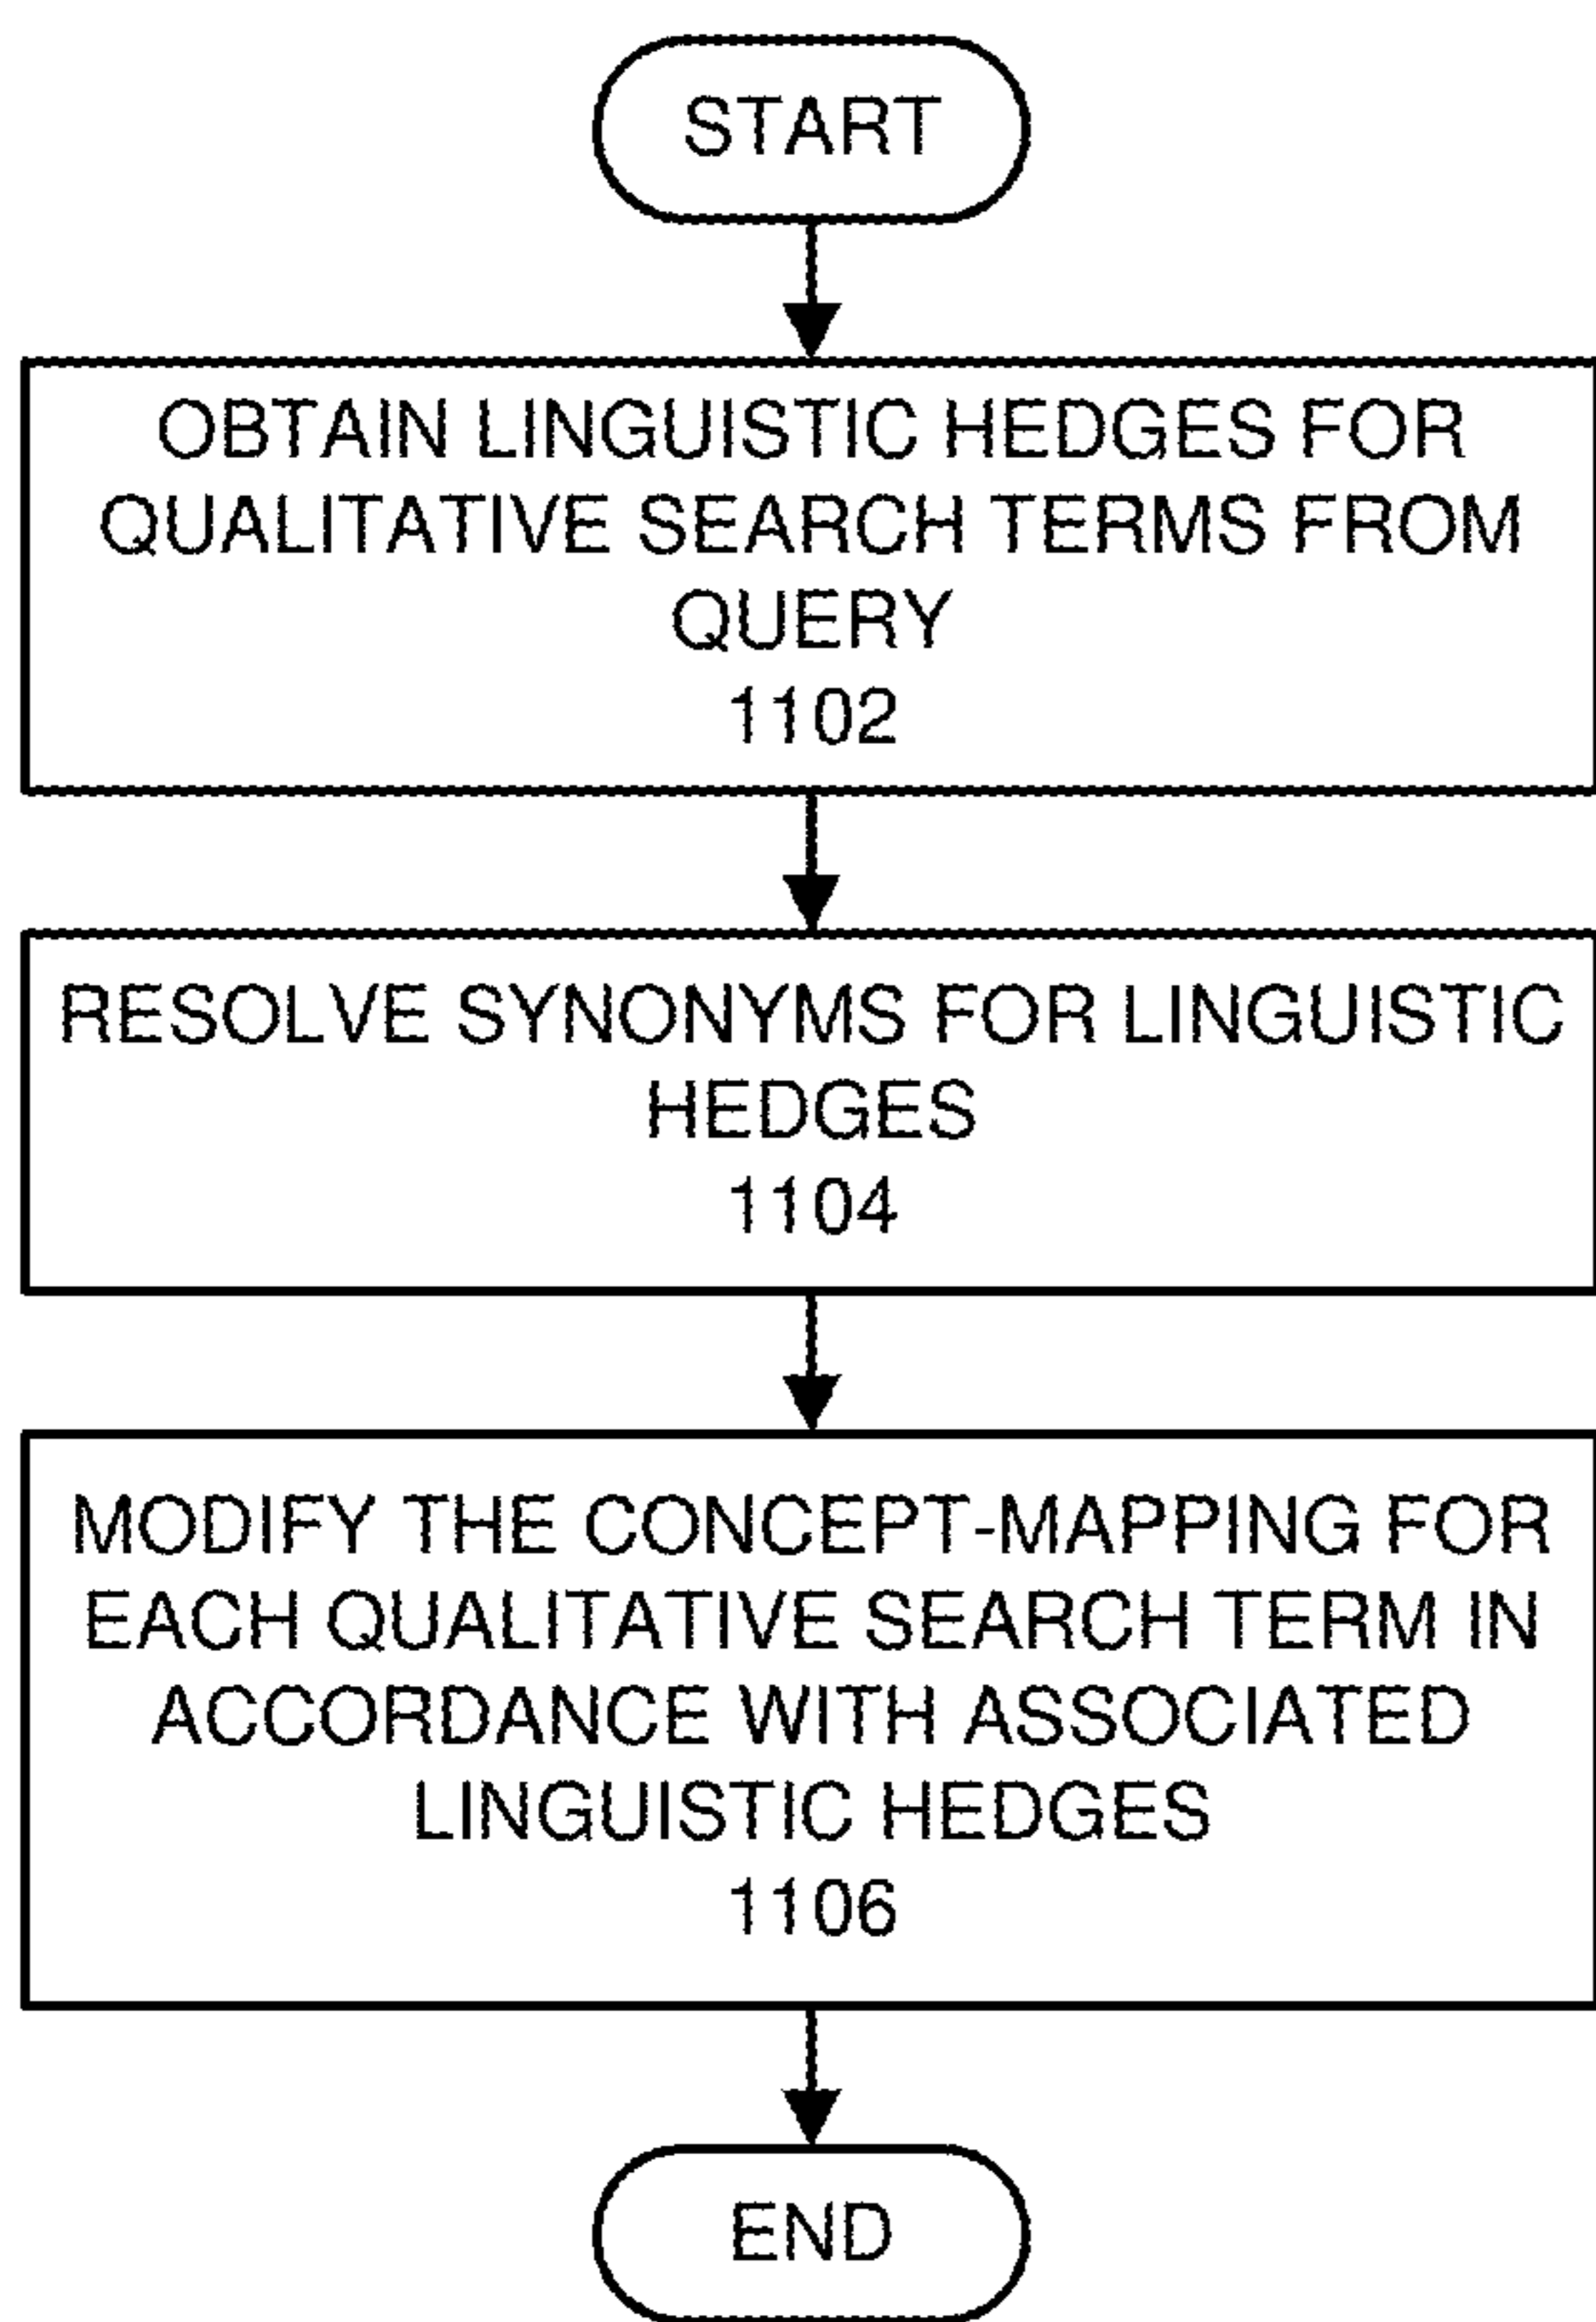 START
OBTAIN LINGUISTIC HEDGES FOR
QUALITATIVE SEARCH TERMS FROM
QUERY
1102
RESOLVE SYNONYMS FOR LINGUISTIC
HEDGES
1104
MODIFY THE CONCEPT-MAPPING FOR
EACH QUALITATIVE SEARCH TERM IN
ACCORDANCE WITH ASSOCIATED
LINGUISTIC HEDGES
1106
END